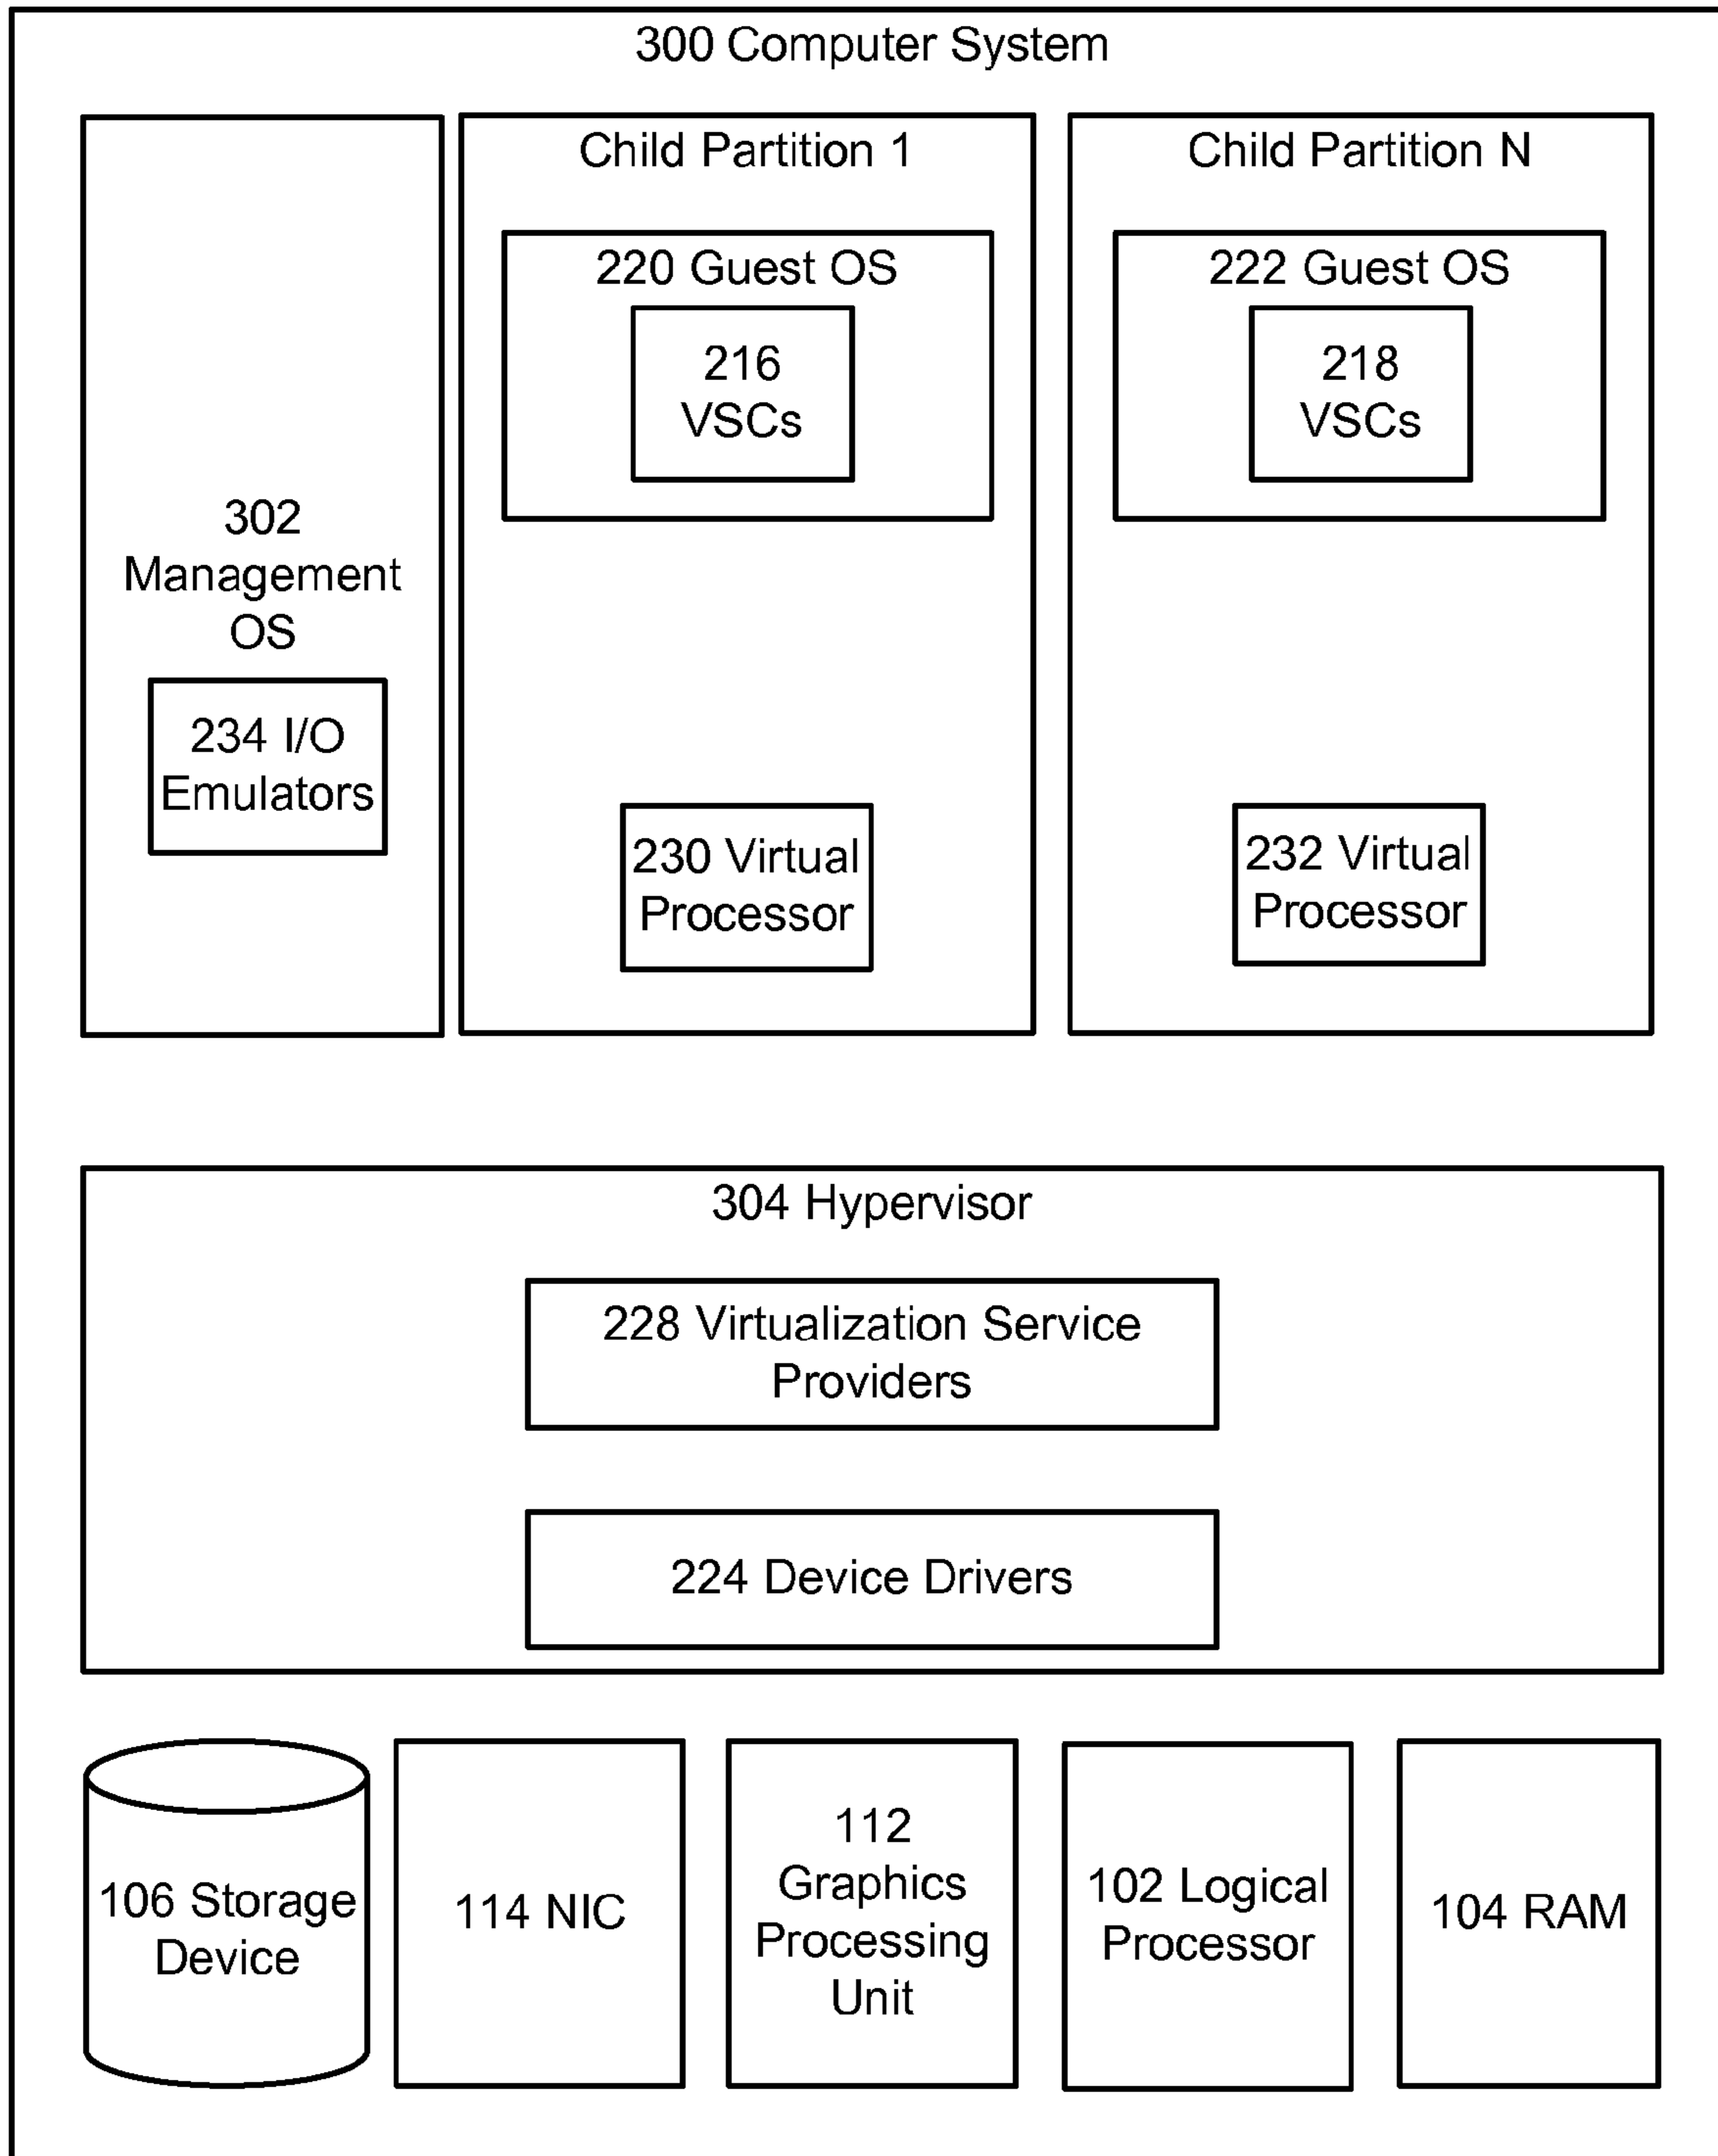 300 Computer System
302
Management
OS
234 I/O
Emulators
Child Partition 1
220 Guest OS
216
VSCs
230 Virtual
Processor
Child Partition N
222 Guest OS
218
VSCs
232 Virtual
Processor
304 Hypervisor
228 Virtualization Service
Providers
224 Device Drivers
106 Storage
Device
114 NIC
112
Graphics
Processing
Unit
102 Logical
Processor
104 RAM